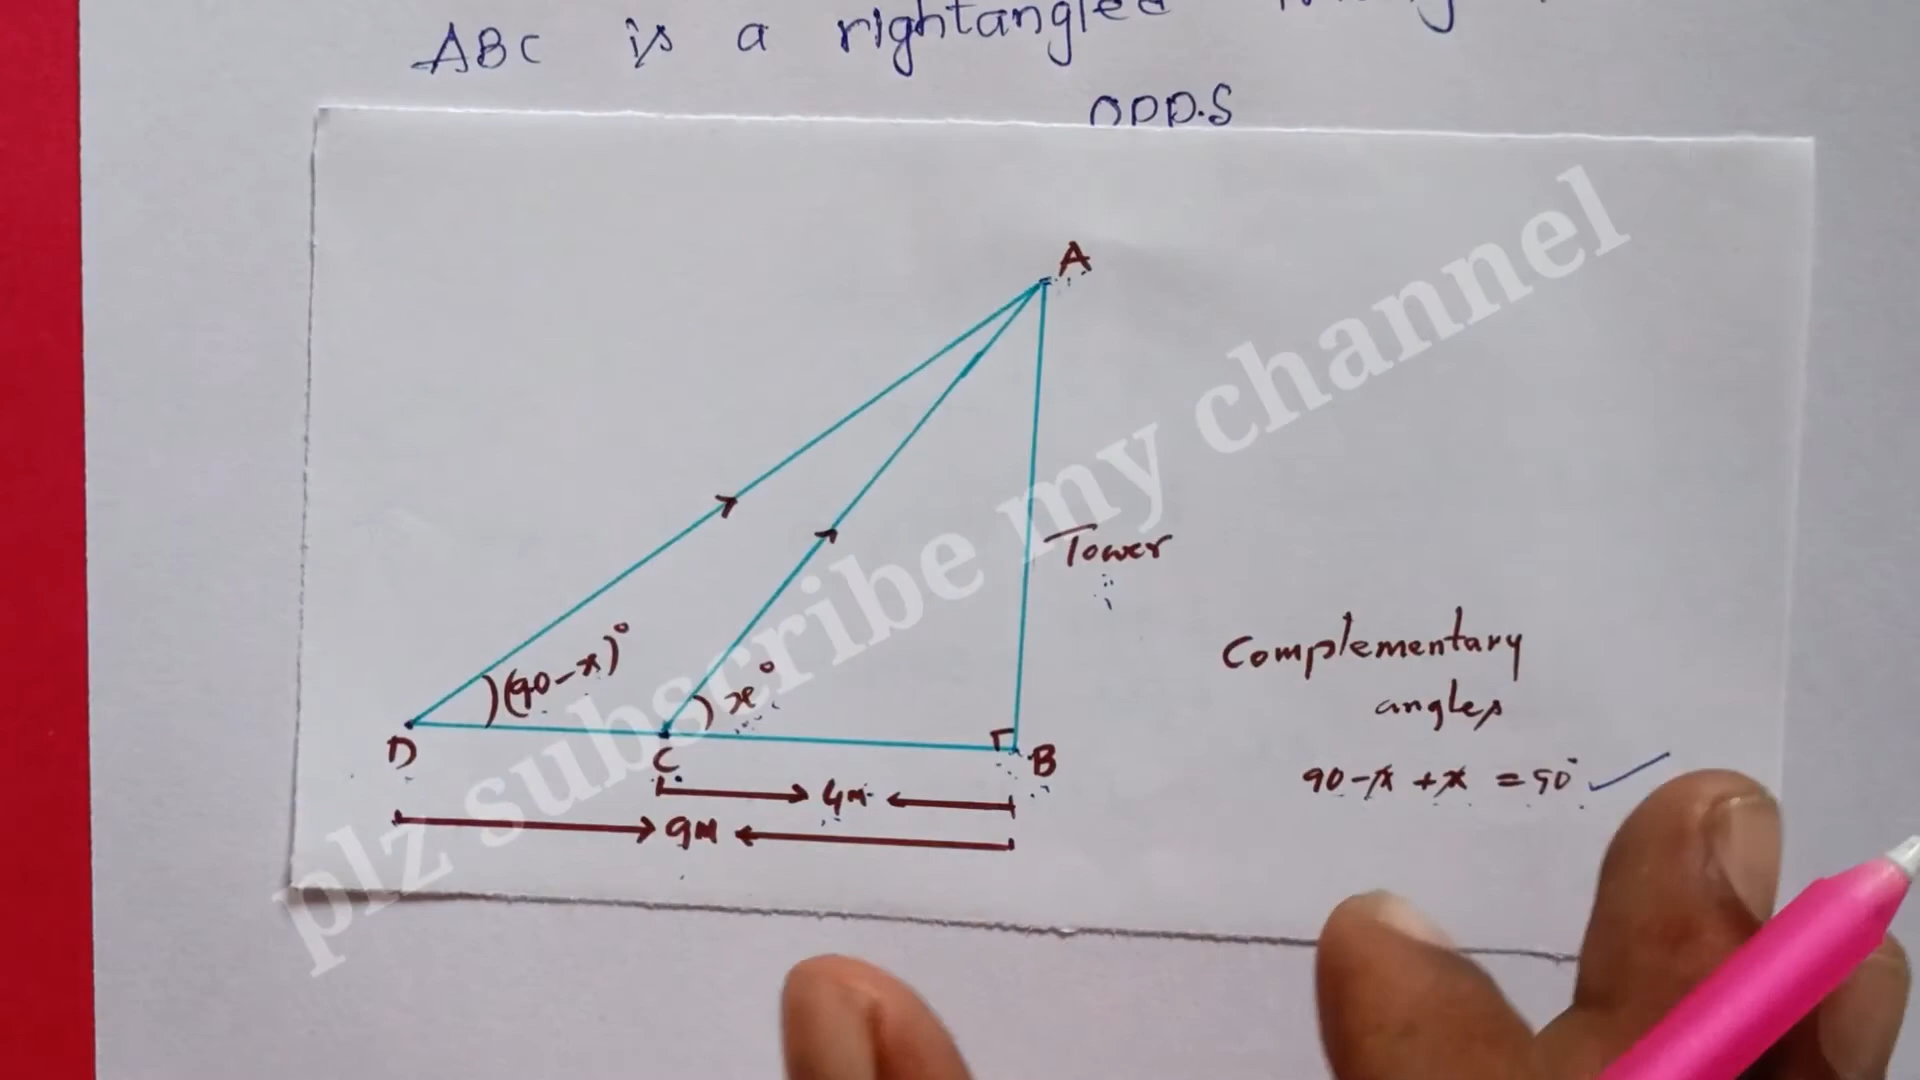 ABC is a rightangled
OPP.S
A
Tower
(90-x)°
x°
D
C
B
4M
9M
Complementary
angles
90-x+x = 90°
plz subscribe my channel